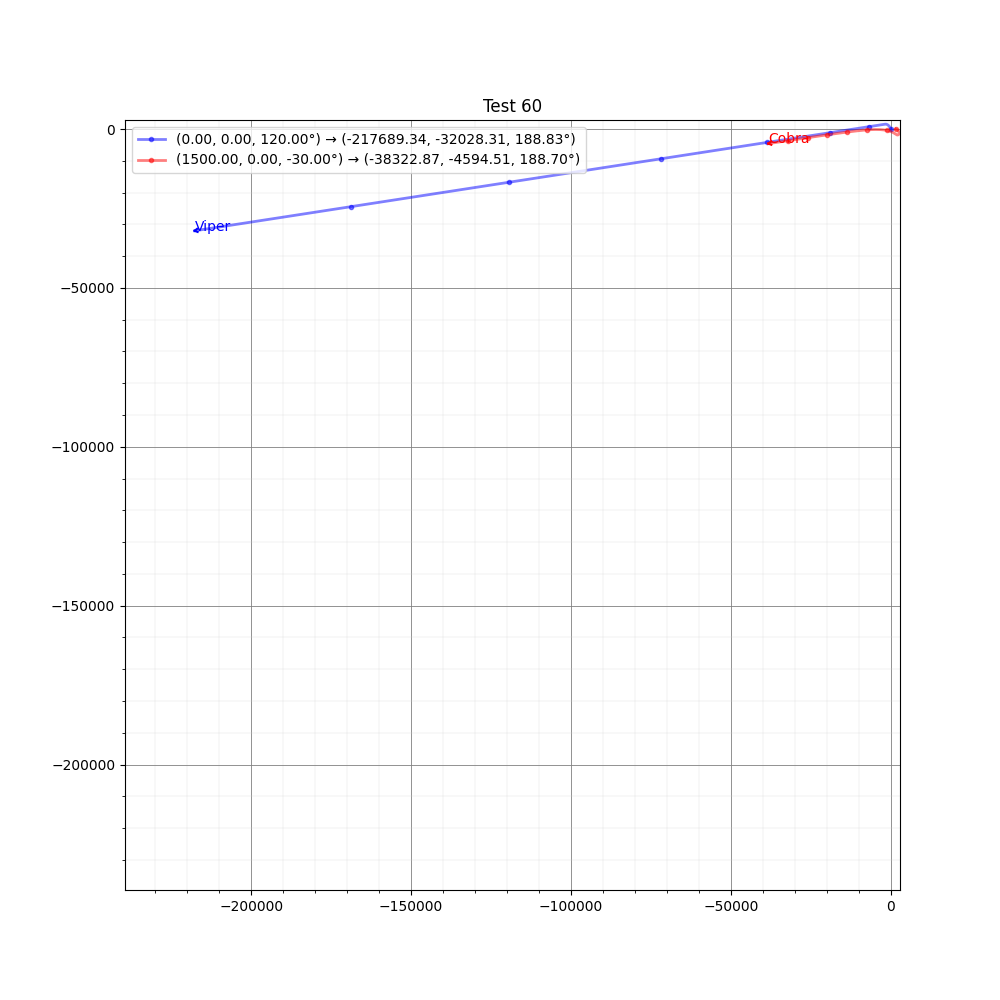 Test 60
(0.00, 0.00, 120.00°) → (-217689.34, -32028.31, 188.83°)
(1500.00, 0.00, -30.00°) → (-38322.87, -4594.51, 188.70°)
Cobra
Viper
0
−50000
−100000
−150000
−200000
−200000
−150000
−100000
−50000
0